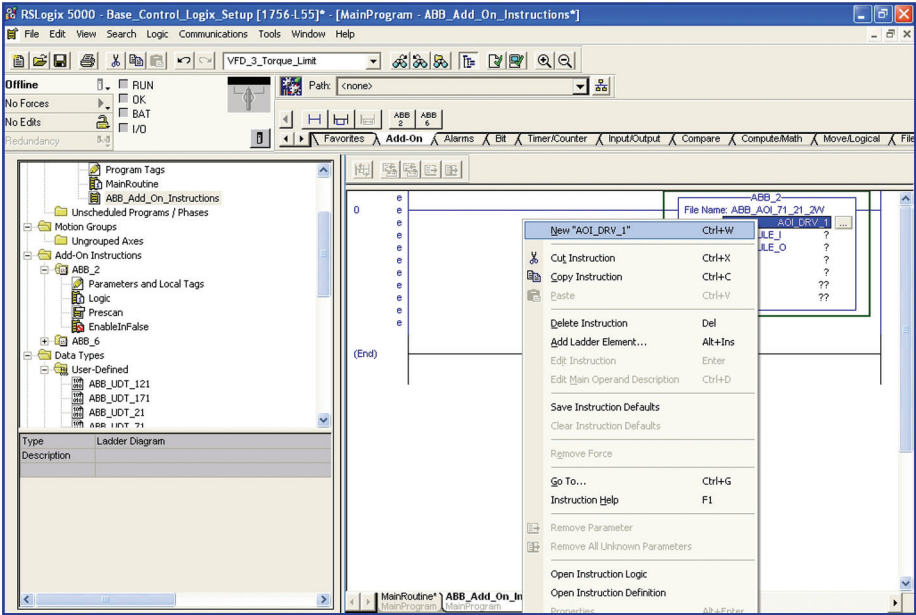 RSLogix 5000 - Base_Control_Logix_Setup [1756-L55]* - [MainProgram - ABB_Add_On_Instructions*]
File Edit View Search Logic Communications Tools Window Help
VFD_3_Torque_Limit
Offline RUN Path: <none>
No Forces OK
No Edits BAT
Redundancy I/O
ABB 2 ABB 6
Favorites Add-On Alarms Bit Timer/Counter Input/Output Compare Compute/Math Move/Logical File
Program Tags
MainRoutine
ABB_Add_On_Instructions
Unscheduled Programs / Phases
Motion Groups
Ungrouped Axes
Add-On Instructions
ABB_2
Parameters and Local Tags
Logic
Prescan
EnableInFalse
ABB_6
Data Types
User-Defined
ABB_UDT_121
ABB_UDT_171
ABB_UDT_21
ABB_UDT_71
Type Ladder Diagram
Description
0
e
e
e
e
e
e
e
e
e
e
e
e
(End)
ABB_2
File Name: ABB_AOI_71_21_2W
AOI_DRV_1 ...
ULE_I ?
ULE_O ?
?
?
??
??
New "AOI_DRV_1" Ctrl+W
Cut Instruction Ctrl+X
Copy Instruction Ctrl+C
Paste Ctrl+V
Delete Instruction Del
Add Ladder Element... Alt+Ins
Edit Instruction Enter
Edit Main Operand Description Ctrl+D
Save Instruction Defaults
Clear Instruction Defaults
Remove Force
Go To... Ctrl+G
Instruction Help F1
Remove Parameter
Remove All Unknown Parameters
Open Instruction Logic
Open Instruction Definition
Properties Alt+Enter
MainRoutine* ABB_Add_On_In
MainProgram MainProgram